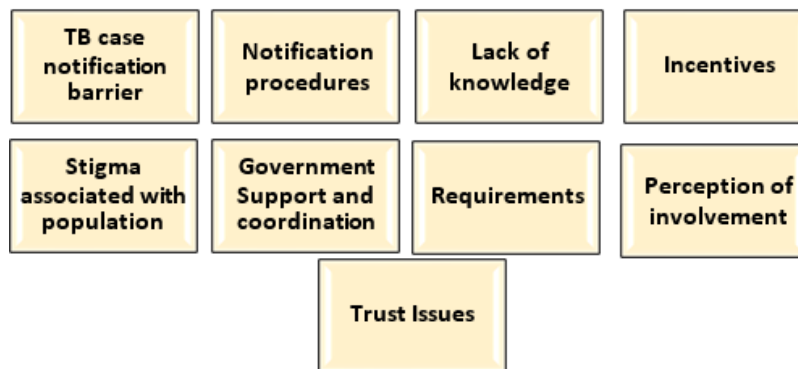 TB case
notification
barrier
Notification
procedures
Lack of
knowledge
Incentives
Stigma
associated with
population
Government
Support and
coordination
Requirements
Perception of
involvement
Trust Issues